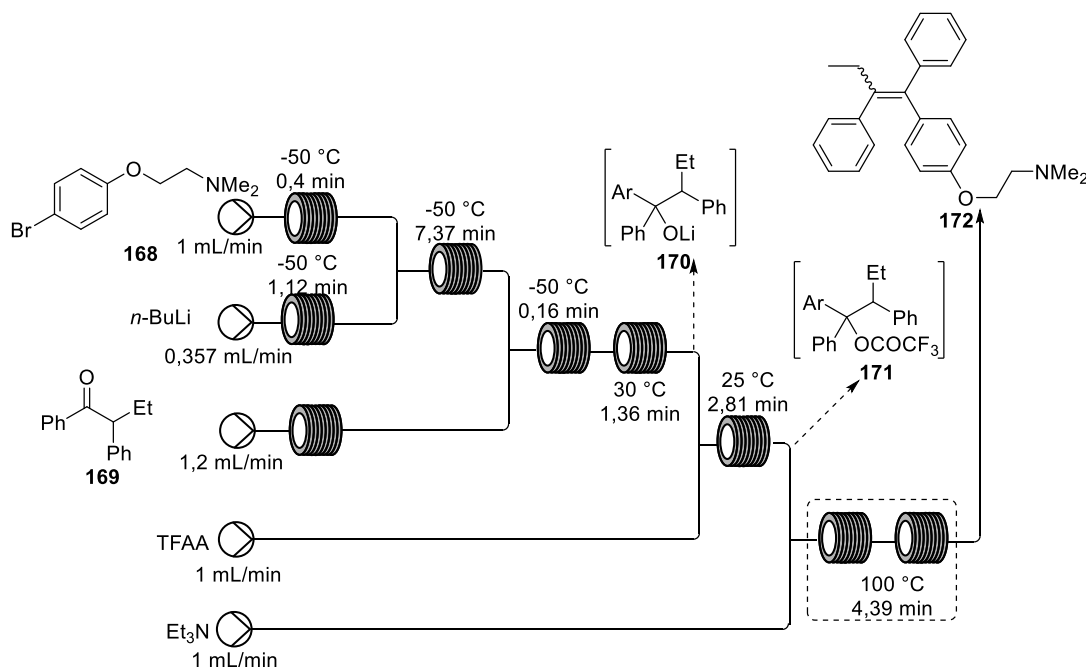 -50 °C
0,4 min
O
NMe2
Br
168
1 mL/min
-50 °C
1,12 min
n-BuLi
0,357 mL/min
-50 °C
7,37 min
O
Ph
Et
Ph
169
1,2 mL/min
-50 °C
0,16 min
30 °C
1,36 min
Et
Ar
Ph
Ph
OLi
170
25 °C
2,81 min
Et
Ar
Ph
Ph
OCOCF3
171
NMe2
O
172
TFAA
1 mL/min
100 °C
4,39 min
Et3N
1 mL/min